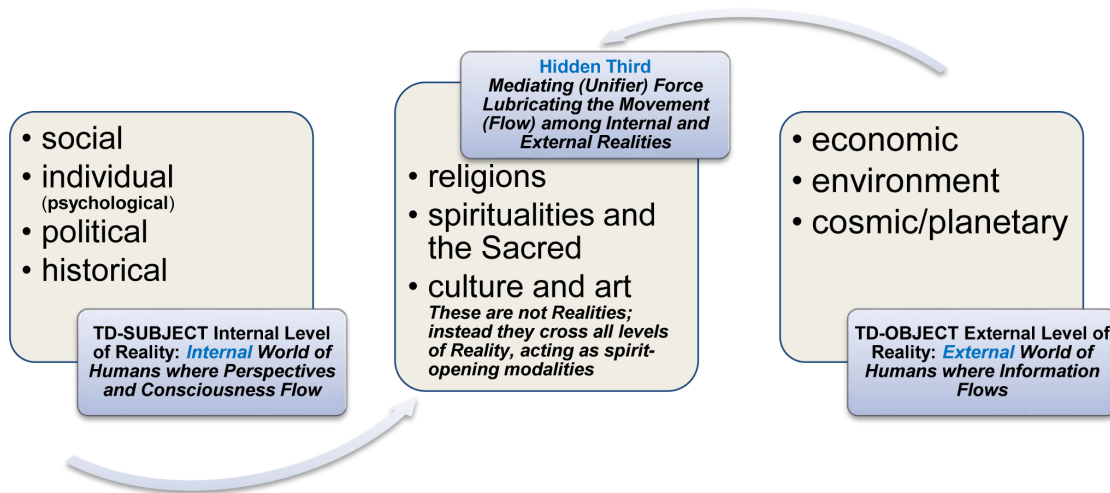 • social
• individual
(psychological)
• political
• historical
TD-SUBJECT Internal Level
of Reality: Internal World of
Humans where Perspectives
and Consciousness Flow
Hidden Third
Mediating (Unifier) Force
Lubricating the Movement
(Flow) among Internal and
External Realities
• religions
• spiritualities and
the Sacred
• culture and art
These are not Realities;
instead they cross all levels
of Reality, acting as spirit-
opening modalities
• economic
• environment
• cosmic/planetary
TD-OBJECT External Level of
Reality: External World of
Humans where Information
Flows